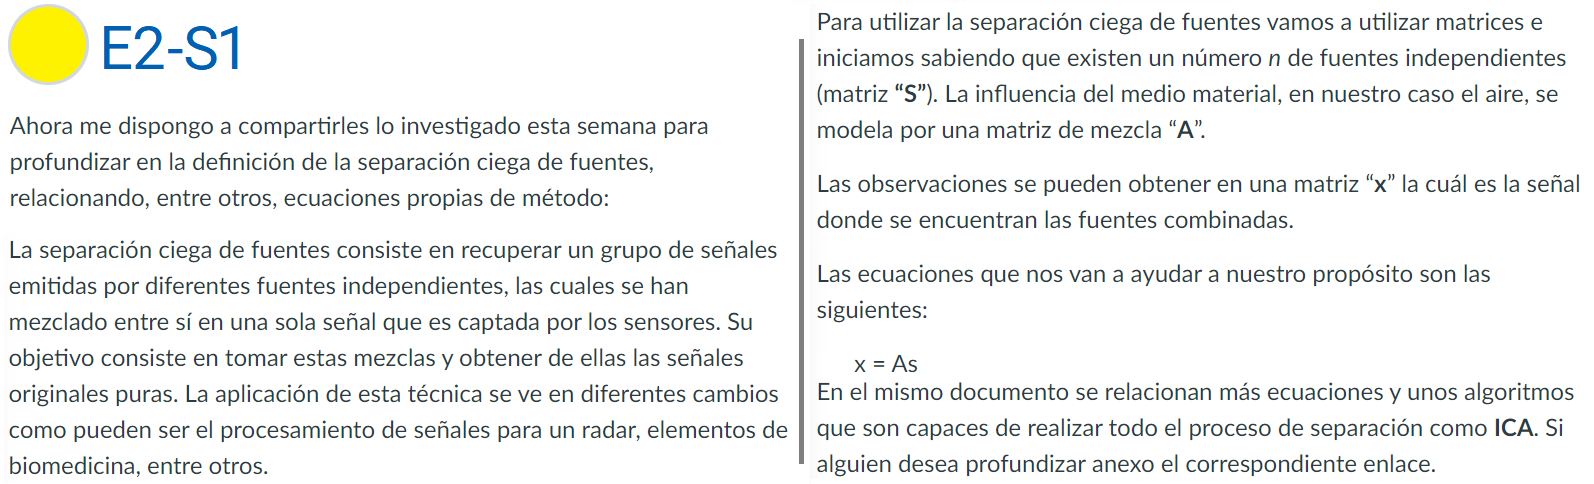 E2-S1
Ahora me dispongo a compartirles lo investigado esta semana para
profundizar en la definición de la separación ciega de fuentes,
relacionando, entre otros, ecuaciones propias de método:
La separación ciega de fuentes consiste en recuperar un grupo de señales
emitidas por diferentes fuentes independientes, las cuales se han
mezclado entre sí en una sola señal que es captada por los sensores. Su
objetivo consiste en tomar estas mezclas y obtener de ellas las señales
originales puras. La aplicación de esta técnica se ve en diferentes cambios
como pueden ser el procesamiento de señales para un radar, elementos de
biomedicina, entre otros.
Para utilizar la separación ciega de fuentes vamos a utilizar matrices e
iniciamos sabiendo que existen un número n de fuentes independientes
(matriz “S”). La influencia del medio material, en nuestro caso el aire, se
modela por una matriz de mezcla “A”.
Las observaciones se pueden obtener en una matriz “x” la cuál es la señal
donde se encuentran las fuentes combinadas.
Las ecuaciones que nos van a ayudar a nuestro propósito son las
siguientes:
x = As
En el mismo documento se relacionan más ecuaciones y unos algoritmos
que son capaces de realizar todo el proceso de separación como ICA. Si
alguien desea profundizar anexo el correspondiente enlace.